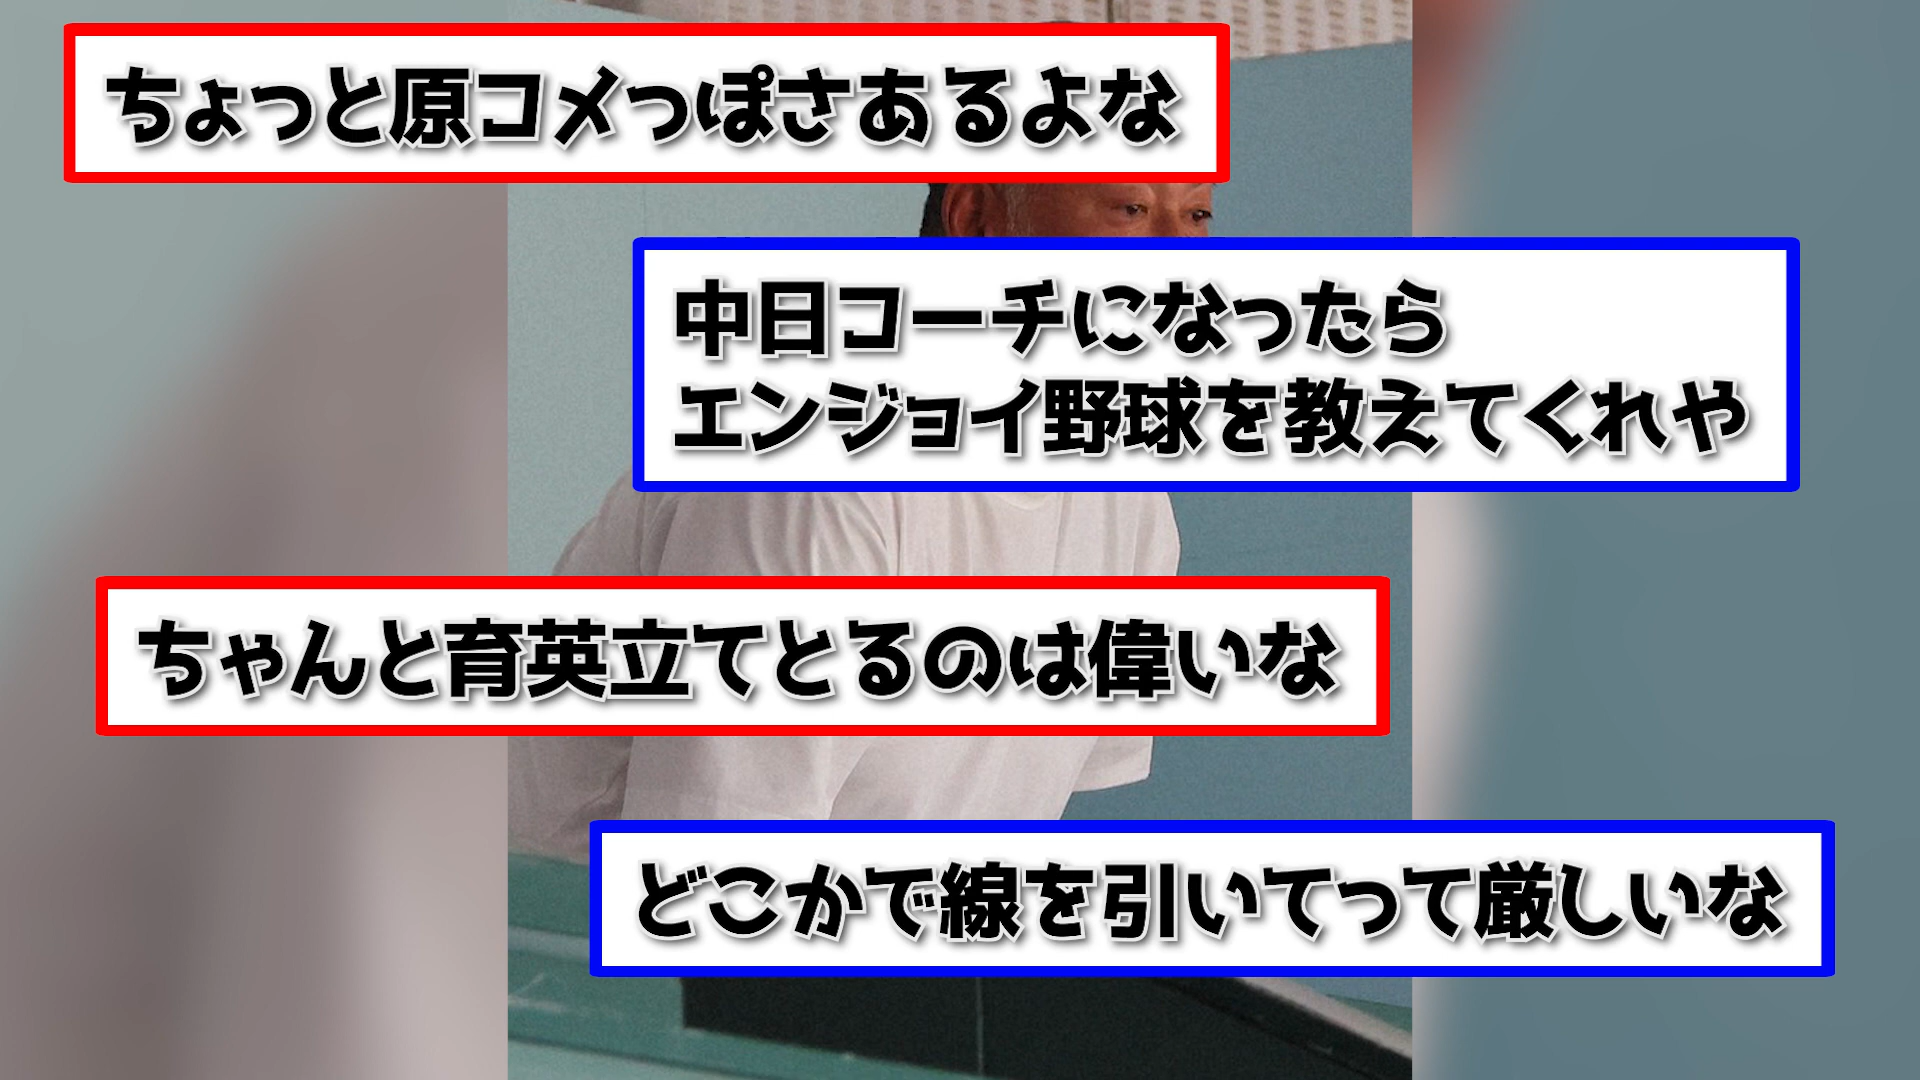 ちょっと原コメっぽさあるよな
中日コーチになったら
エンジョイ野球を教えてくれや
ちゃんと育英立てとるのは偉いな
どこかで線を引いてって厳しいな